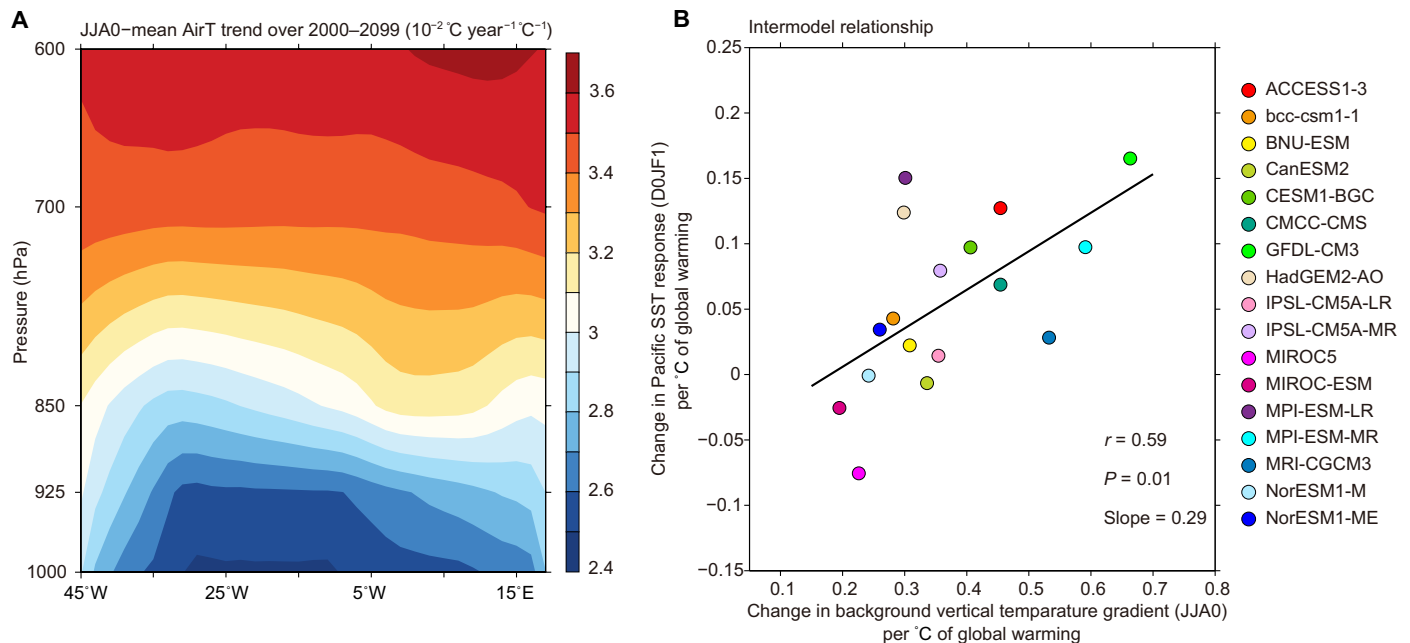 A
JJA0−mean AirT trend over 2000–2099 (10⁻² °C year⁻¹°C⁻¹)
600
700
850
925
1000
Pressure (hPa)
45°W
25°W
5°W
15°E
3.6
3.4
3.2
3
2.8
2.6
2.4
B
Intermodel relationship
0.25
0.2
0.15
0.1
0.05
0
−0.05
−0.1
−0.15
Change in Pacific SST response (D0JF1)
per °C of global warming
r = 0.59
P = 0.01
Slope = 0.29
0.1
0.2
0.3
0.4
0.5
0.6
0.7
0.8
Change in background vertical temparature gradient (JJA0)
per °C of global warming
ACCESS1-3
bcc-csm1-1
BNU-ESM
CanESM2
CESM1-BGC
CMCC-CMS
GFDL-CM3
HadGEM2-AO
IPSL-CM5A-LR
IPSL-CM5A-MR
MIROC5
MIROC-ESM
MPI-ESM-LR
MPI-ESM-MR
MRI-CGCM3
NorESM1-M
NorESM1-ME